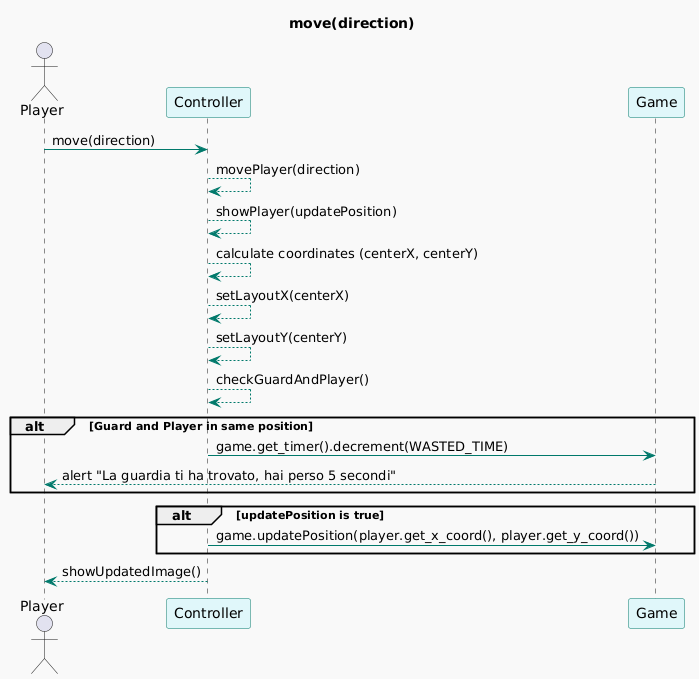 move(direction)
Player
Controller
Game
move(direction)
movePlayer(direction)
showPlayer(updatePosition)
calculate coordinates (centerX, centerY)
setLayoutX(centerX)
setLayoutY(centerY)
checkGuardAndPlayer()
alt [Guard and Player in same position]
game.get_timer().decrement(WASTED_TIME)
alert "La guardia ti ha trovato, hai perso 5 secondi"
alt [updatePosition is true]
game.updatePosition(player.get_x_coord(), player.get_y_coord())
showUpdatedImage()
Player
Controller
Game